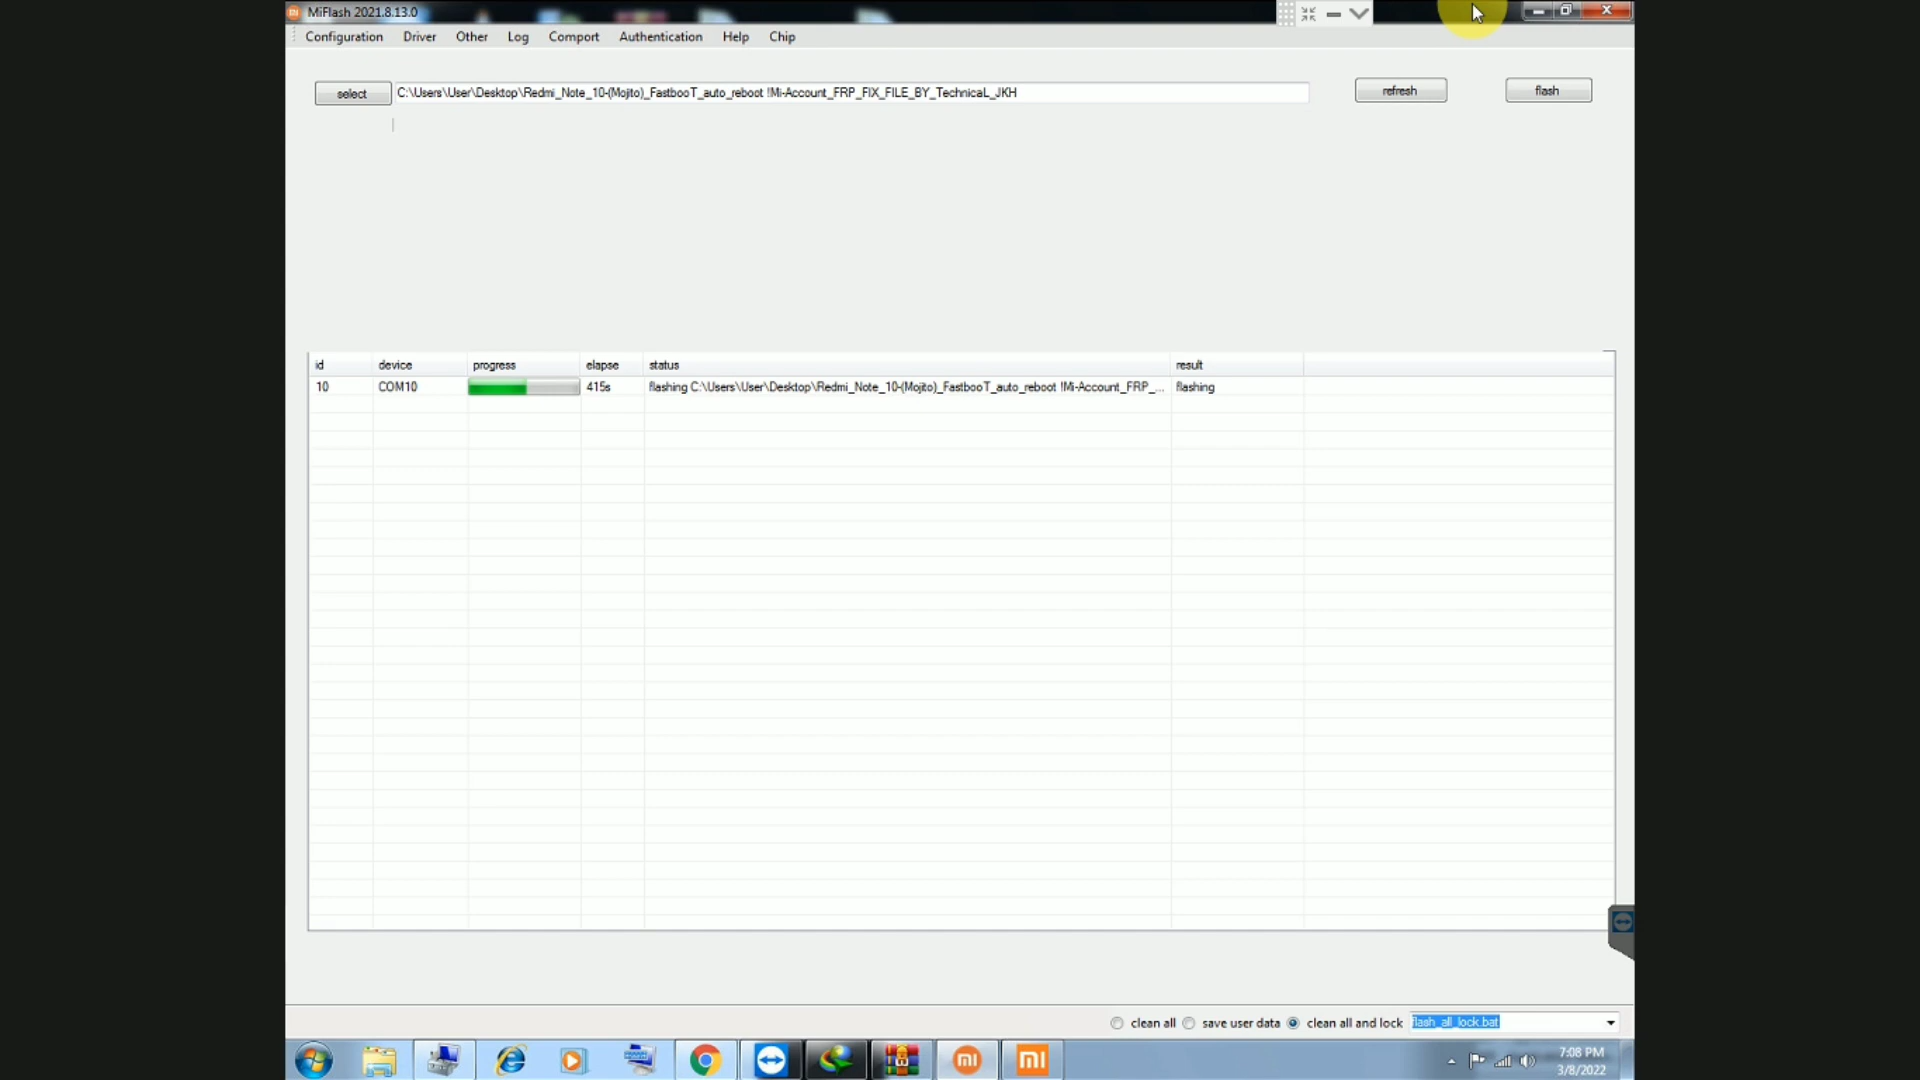 MiFlash 2021.8.13.0
Configuration Driver Other Log Comport Authentication Help Chip
select C:\Users\User\Desktop\Redmi_Note_10-(Mojito)_FastbooT_auto_reboot !Mi-Account_FRP_FIX_FILE_BY_TechnicaL_JKH refresh flash
id device progress elapse status result
10 COM10 415s flashing C:\Users\User\Desktop\Redmi_Note_10-(Mojito)_FastbooT_auto_reboot !Mi-Account_FRP_... flashing
clean all save user data clean all and lock flash_all_lock.bat
7:08 PM
3/8/2022